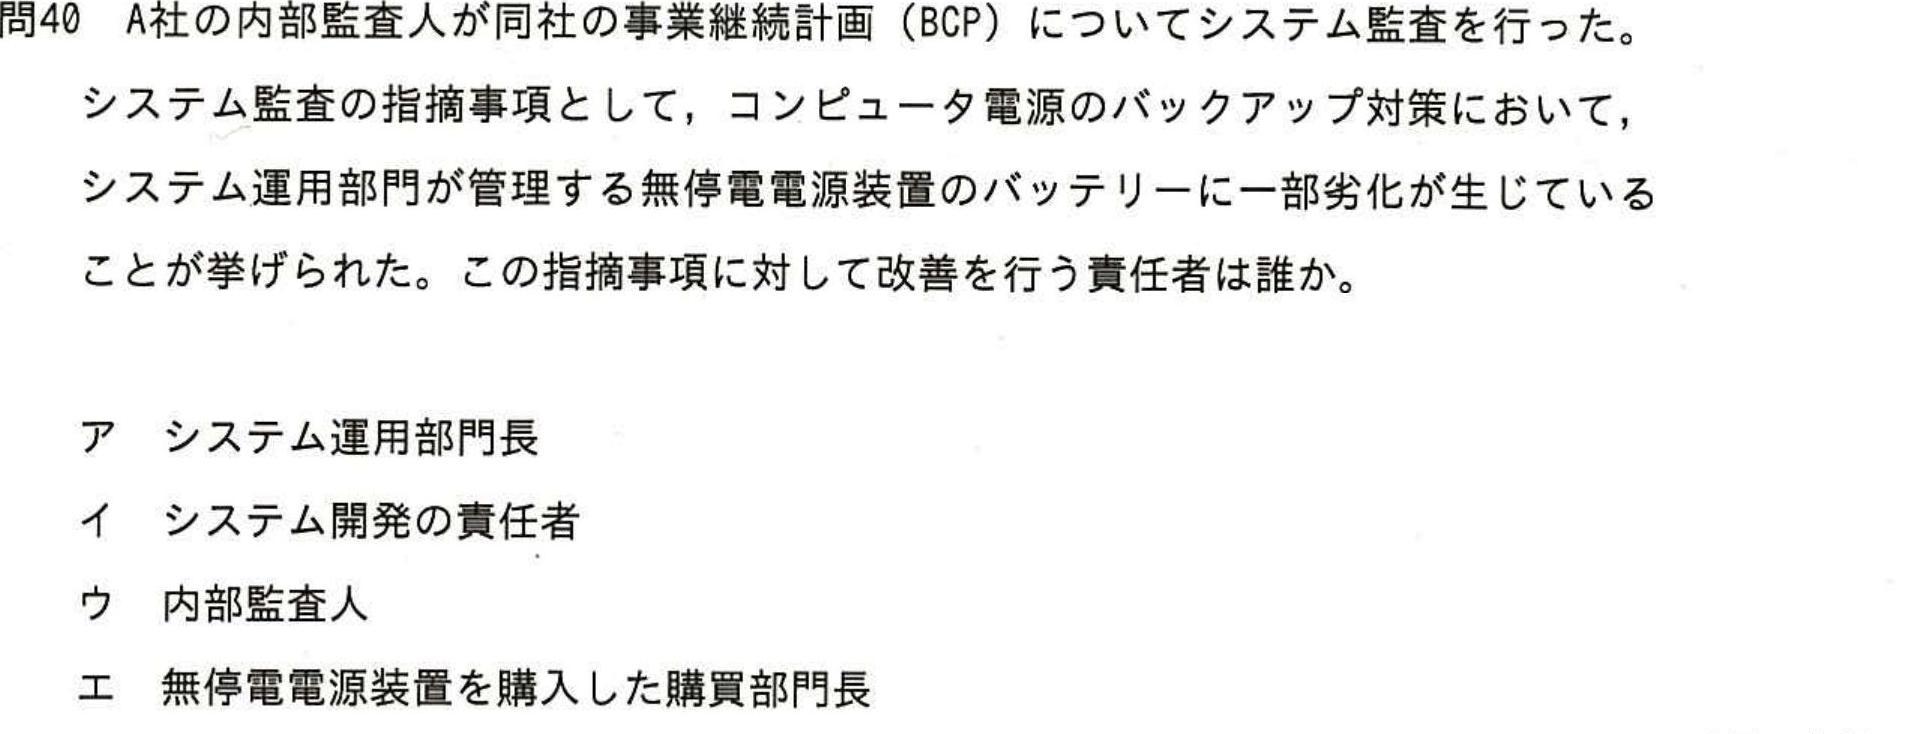 問40　A社の内部監査人が同社の事業継続計画（BCP）についてシステム監査を行った。
システム監査の指摘事項として，コンピュータ電源のバックアップ対策において，
システム運用部門が管理する無停電電源装置のバッテリーに一部劣化が生じている
ことが挙げられた。この指摘事項に対して改善を行う責任者は誰か。
ア　システム運用部門長
イ　システム開発の責任者
ウ　内部監査人
エ　無停電電源装置を購入した購買部門長